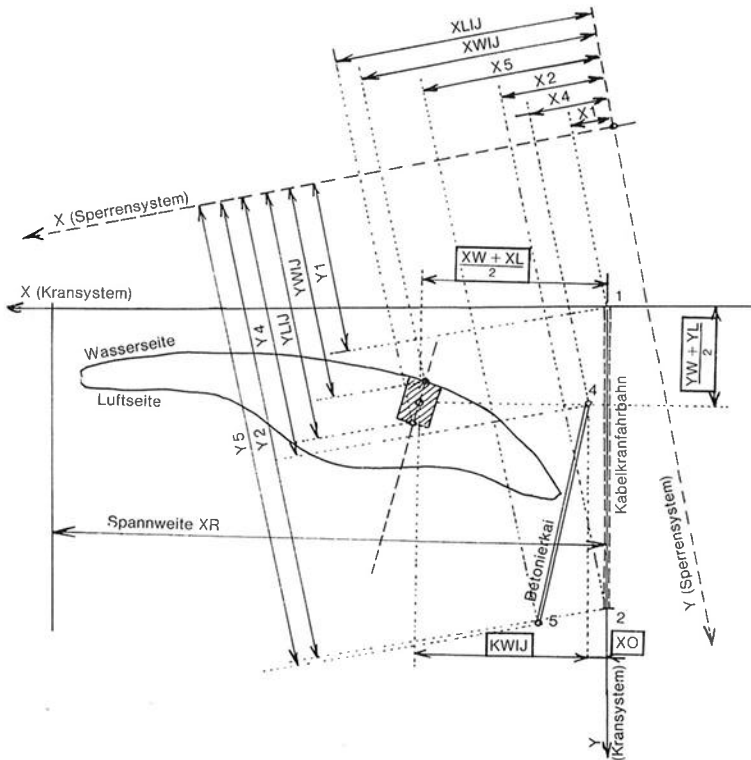 XLIJ
XWIJ
X5
X2
X4
X1
X (Sperrensystem)
Y1
YWIJ
YLIJ
Y4
Y2
Y5
XW + XL
2
X (Kransystem)
1
YW + YL
2
Wasserseite
Luftseite
4
Kabelkranfahrbahn
Spannweite XR
Betonierkai
Y (Sperrensystem)
5
2
KWIJ
XO
Y
(Kransystem)